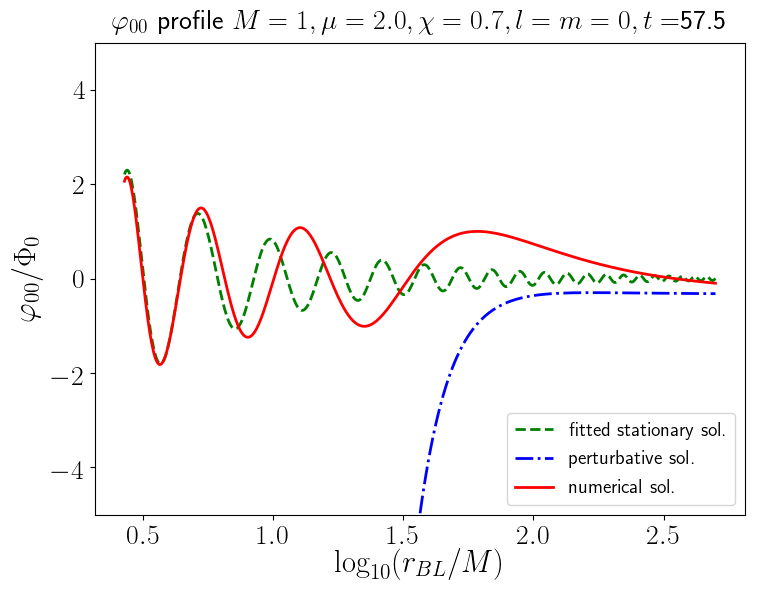 φ₀₀ profile M = 1, μ = 2.0, χ = 0.7, l = m = 0, t =57.5
φ₀₀/Φ₀
4
2
0
−2
−4
fitted stationary sol.
perturbative sol.
numerical sol.
0.5 1.0 1.5 2.0 2.5
log₁₀(r_BL/M)